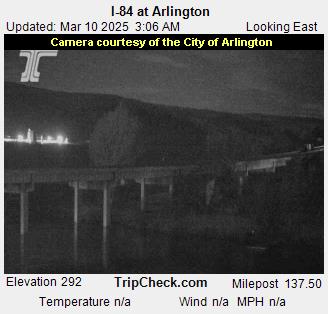 I-84 at Arlington
Updated: Mar 10 2025 3:06 AM Looking East
Camera courtesy of the City of Arlington
Elevation 292 TripCheck.com Milepost 137.50
Temperature n/a Wind n/a MPH n/a